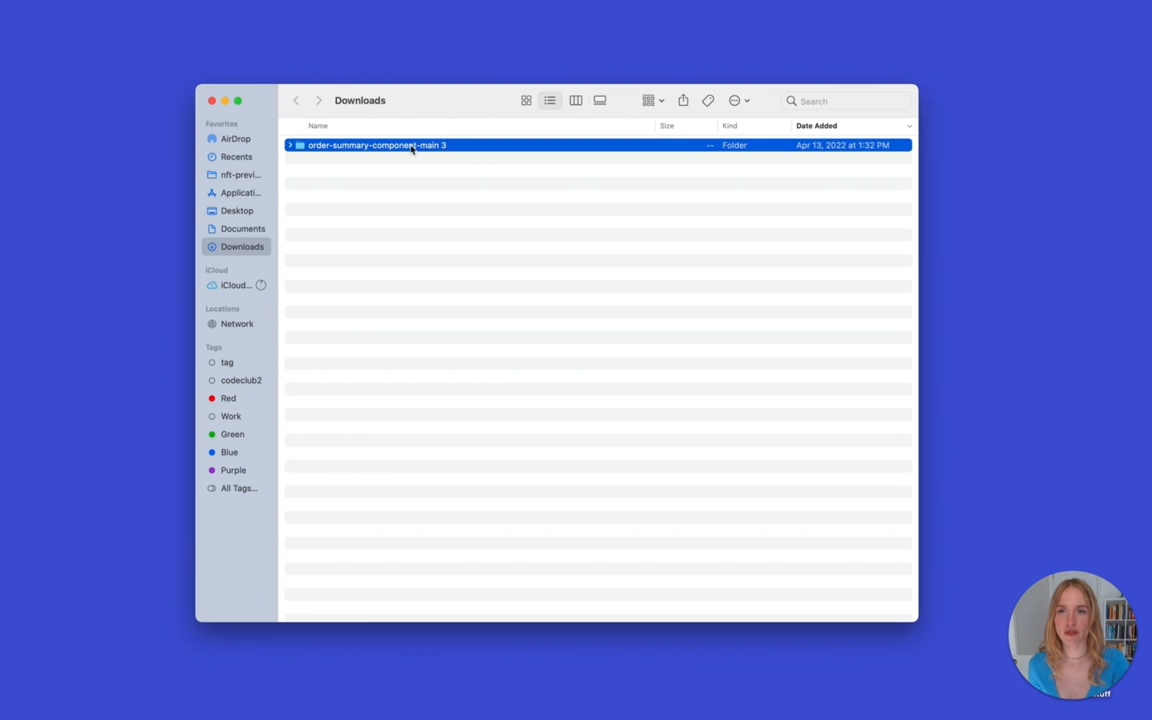 Downloads
Search
Favorites
AirDrop
Recents
nft-previ...
Applicati...
Desktop
Documents
Downloads
iCloud
iCloud...
Locations
Network
Tags
tag
codeclub2
Red
Work
Green
Blue
Purple
All Tags...
Name Size Kind Date Added
order-summary-component-main 3 -- Folder Apr 13, 2022 at 1:32 PM